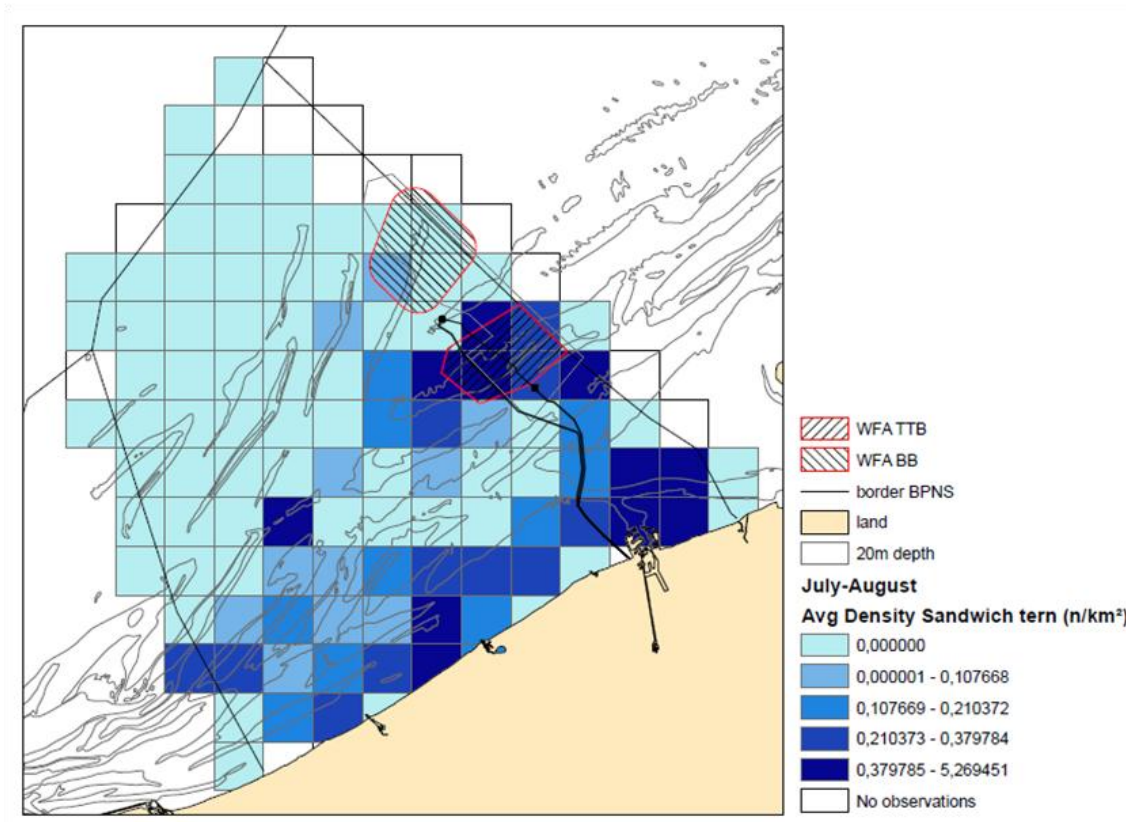 WFA TTB
WFA BB
border BPNS
land
20m depth
July-August
Avg Density Sandwich tern (n/km²)
0,000000
0,000001 - 0,107668
0,107669 - 0,210372
0,210373 - 0,379784
0,379785 - 5,269451
No observations